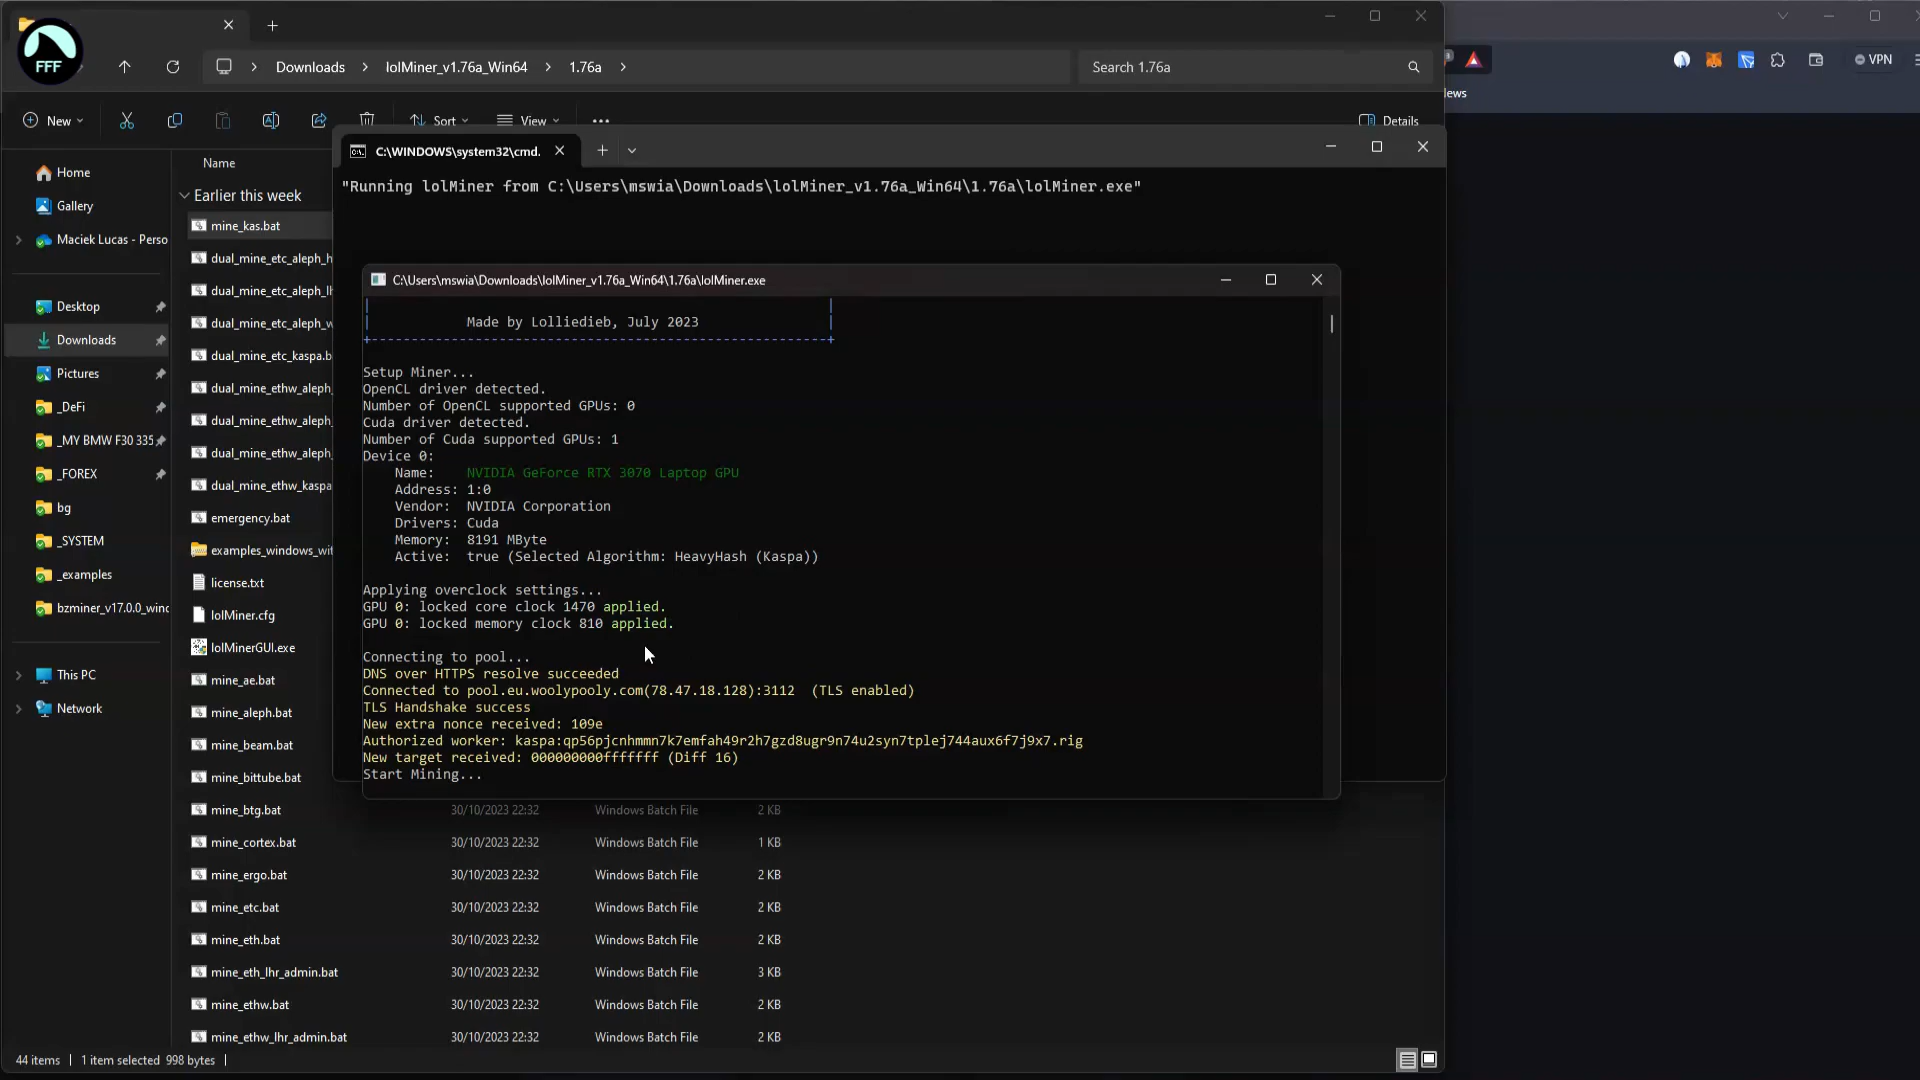 FFF
Downloads > lolMiner_v1.76a_Win64 > 1.76a >
Search 1.76a
VPN
New
Sort
View
Details
ews
C:\WINDOWS\system32\cmd.
"Running lolMiner from C:\Users\mswia\Downloads\lolMiner_v1.76a_Win64\1.76a\lolMiner.exe"
Home
Gallery
Maciek Lucas - Perso
Desktop
Downloads
Pictures
_DeFi
_MY BMW F30 335
_FOREX
bg
_SYSTEM
_examples
bzminer_v17.0.0_wind
This PC
Network
Name
Earlier this week
mine_kas.bat
dual_mine_etc_aleph_h
dual_mine_etc_aleph_lh
dual_mine_etc_aleph_w
dual_mine_etc_kaspa.b
dual_mine_ethw_aleph_
dual_mine_ethw_aleph_
dual_mine_ethw_aleph_
dual_mine_ethw_kaspa
emergency.bat
examples_windows_wit
license.txt
lolMiner.cfg
lolMinerGUI.exe
mine_ae.bat
mine_aleph.bat
mine_beam.bat
mine_bittube.bat
mine_btg.bat 30/10/2023 22:32 Windows Batch File 2 KB
mine_cortex.bat 30/10/2023 22:32 Windows Batch File 1 KB
mine_ergo.bat 30/10/2023 22:32 Windows Batch File 2 KB
mine_etc.bat 30/10/2023 22:32 Windows Batch File 2 KB
mine_eth.bat 30/10/2023 22:32 Windows Batch File 2 KB
mine_eth_lhr_admin.bat 30/10/2023 22:32 Windows Batch File 3 KB
mine_ethw.bat 30/10/2023 22:32 Windows Batch File 2 KB
mine_ethw_lhr_admin.bat 30/10/2023 22:32 Windows Batch File 2 KB
C:\Users\mswia\Downloads\lolMiner_v1.76a_Win64\1.76a\lolMiner.exe
Made by Lolliedieb, July 2023
+---------------------------------------------------------+
Setup Miner...
OpenCL driver detected.
Number of OpenCL supported GPUs: 0
Cuda driver detected.
Number of Cuda supported GPUs: 1
Device 0:
Name: NVIDIA GeForce RTX 3070 Laptop GPU
Address: 1:0
Vendor: NVIDIA Corporation
Drivers: Cuda
Memory: 8191 MByte
Active: true (Selected Algorithm: HeavyHash (Kaspa))
Applying overclock settings...
GPU 0: locked core clock 1470 applied.
GPU 0: locked memory clock 810 applied.
Connecting to pool...
DNS over HTTPS resolve succeeded
Connected to pool.eu.woolypooly.com(78.47.18.128):3112 (TLS enabled)
TLS Handshake success
New extra nonce received: 109e
Authorized worker: kaspa:qp56pjcnhmmn7k7emfah49r2h7gzd8ugr9n74u2syn7tplej744aux6f7j9x7.rig
New target received: 000000000fffffff (Diff 16)
Start Mining...
44 items
1 item selected 998 bytes